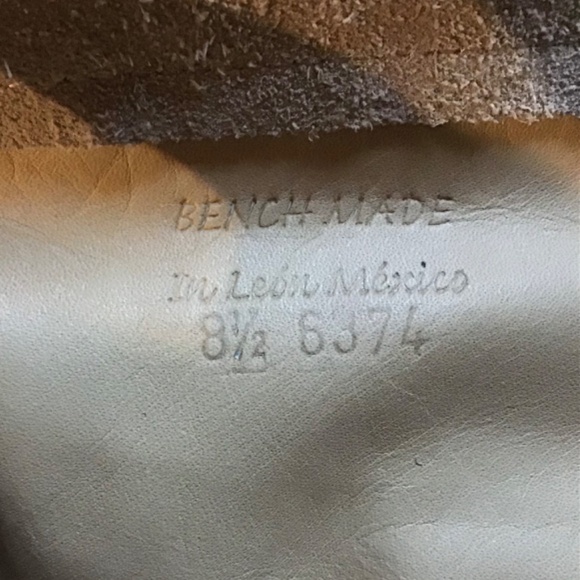 BENCH MADE
In León México
8½ 6374